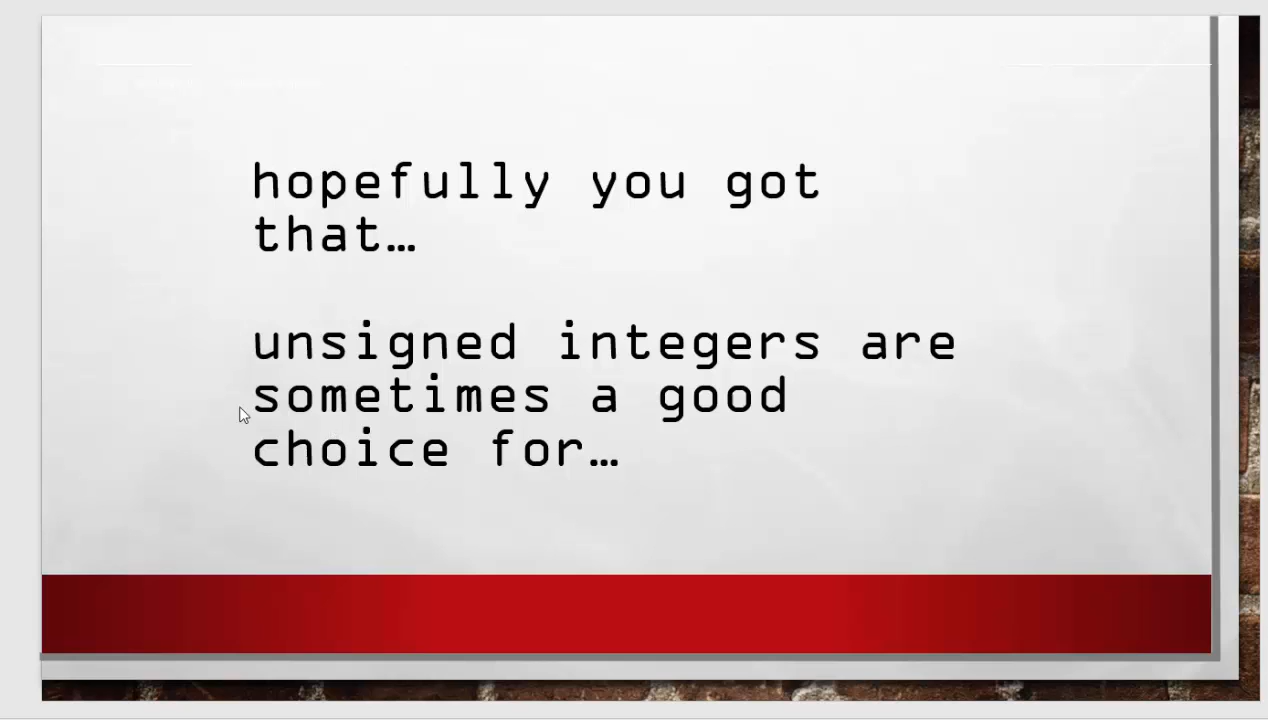 hopefully you got
that…
unsigned integers are
sometimes a good
choice for…